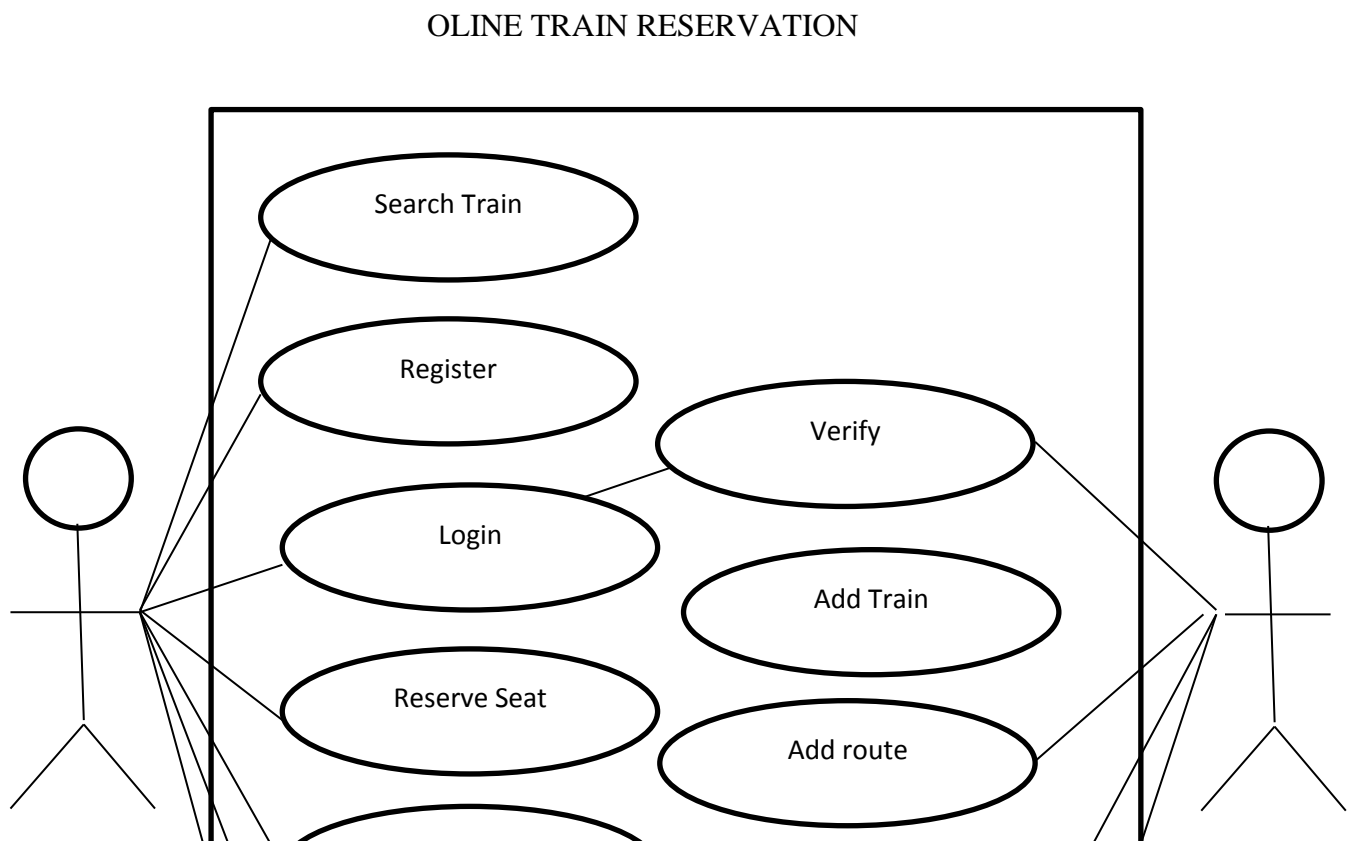 OLINE TRAIN RESERVATION
Search Train
Register
Verify
Login
Add Train
Reserve Seat
Add route